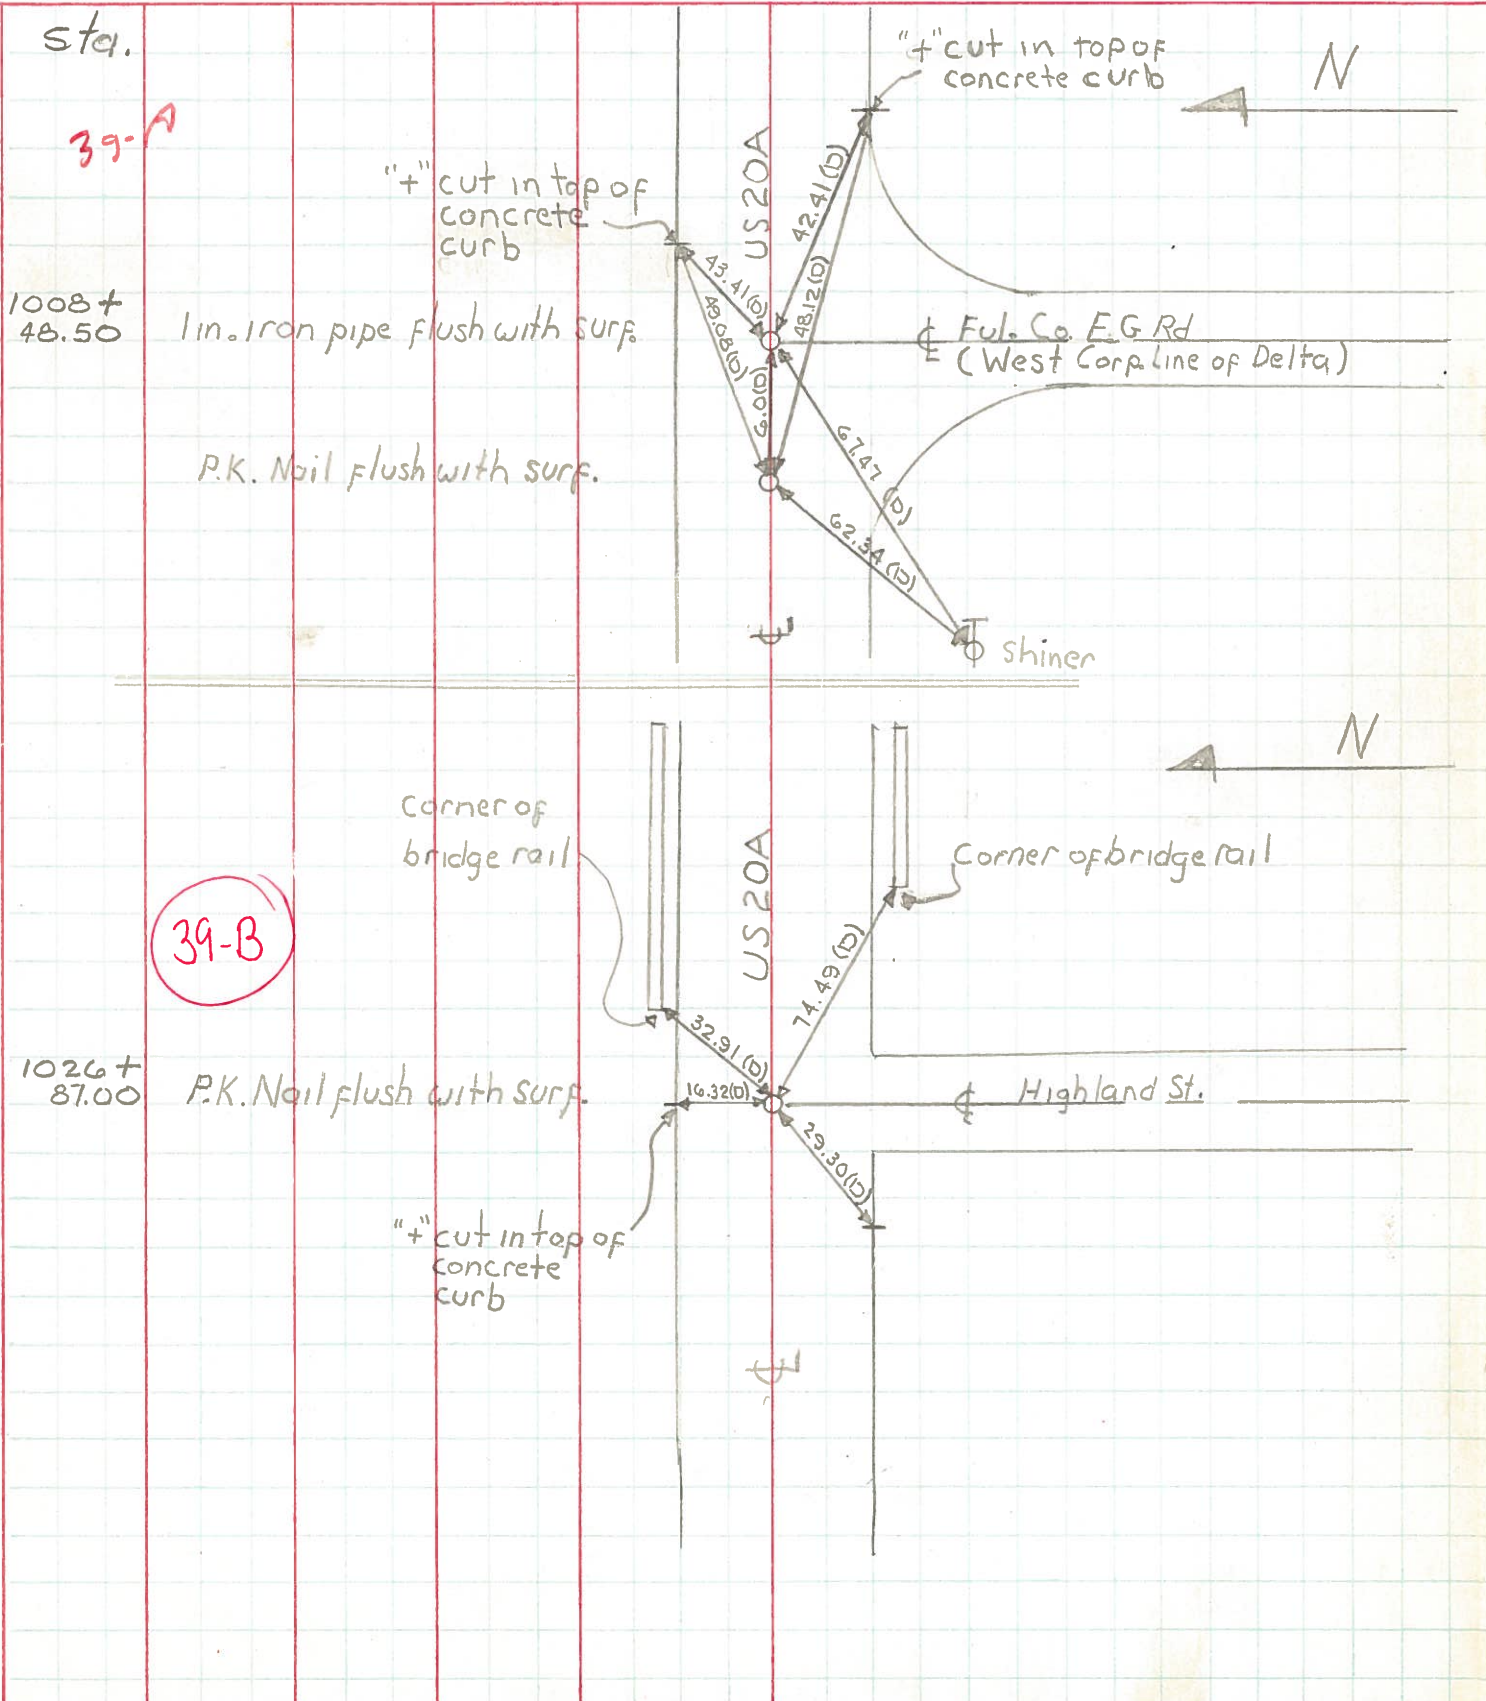 sta.
39-A
"+" cut in top of
concrete curb
N
"+" cut in top of
concrete
curb
US 20A
42.41(D)
43.41(D)
48.12(D)
49.08(D)
6.0(D)
1008+
48.50
1 in. iron pipe flush with surf.
℄ Ful. Co. E.G Rd
(West Corp. Line of Delta)
P.K. Nail flush with surf.
67.47 (D)
62.34 (D)
℄
Shiner
N
Corner of
bridge rail
US 20A
Corner of bridge rail
39-B
74.49 (D)
32.91 (D)
1026+
87.00
P.K. Nail flush with surf.
16.32(D)
℄ Highland St.
29.30(D)
"+" cut in top of
concrete
curb
℄